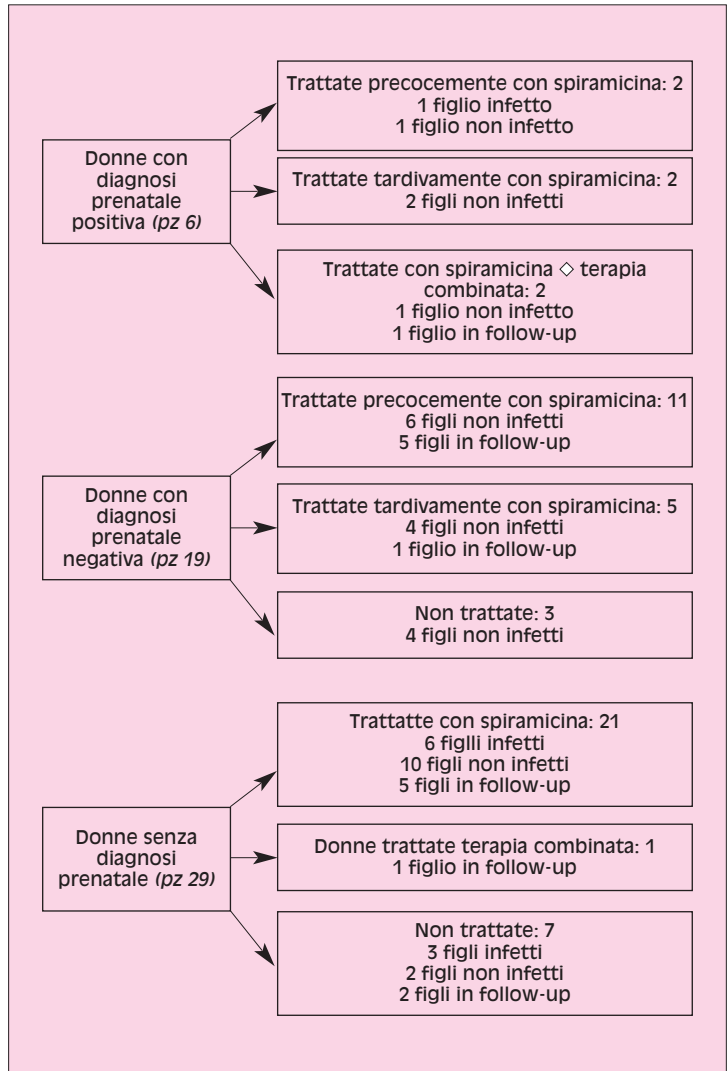 Donne con
diagnosi
prenatale
positiva (pz 6)
Trattate precocemente con spiramicina: 2
1 figlio infetto
1 figlio non infetto
Trattate tardivamente con spiramicina: 2
2 figli non infetti
Trattate con spiramicina ◇ terapia
combinata: 2
1 figlio non infetto
1 figlio in follow-up
Donne con
diagnosi
prenatale
negativa (pz 19)
Trattate precocemente con spiramicina: 11
6 figli non infetti
5 figli in follow-up
Trattate tardivamente con spiramicina: 5
4 figli non infetti
1 figlio in follow-up
Non trattate: 3
4 figli non infetti
Donne senza
diagnosi
prenatale (pz 29)
Trattatte con spiramicina: 21
6 figlli infetti
10 figli non infetti
5 figli in follow-up
Donne trattate terapia combinata: 1
1 figlio in follow-up
Non trattate: 7
3 figli infetti
2 figli non infetti
2 figli in follow-up